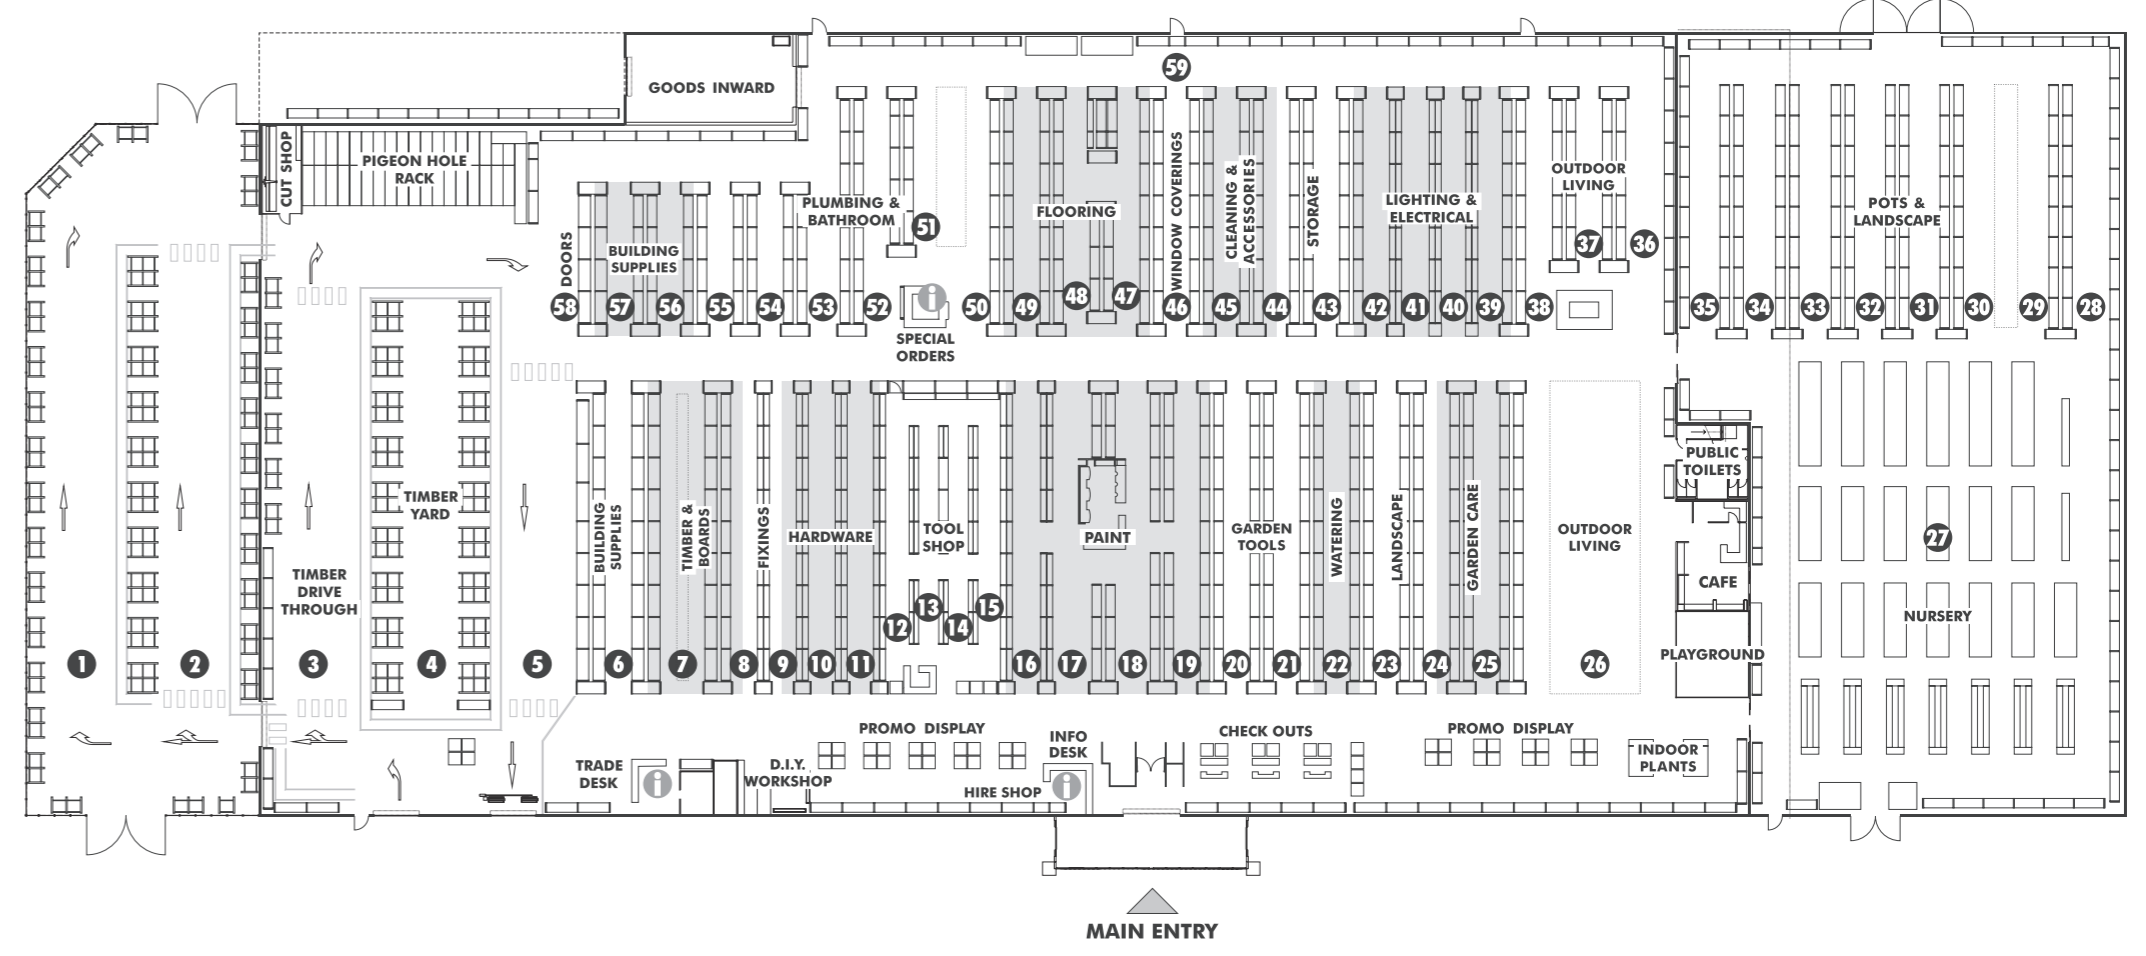 59
GOODS INWARD
CUT SHOP
PIGEON HOLE
RACK
PLUMBING &
BATHROOM
51
FLOORING
WINDOW COVERINGS
CLEANING &
ACCESSORIES
STORAGE
LIGHTING &
ELECTRICAL
OUTDOOR
LIVING
37
36
POTS &
LANDSCAPE
DOORS
BUILDING
SUPPLIES
58
57
56
55
54
53
52
i
50
49
48
47
46
45
44
43
42
41
40
39
38
35
34
33
32
31
30
29
28
SPECIAL
ORDERS
TIMBER
YARD
TIMBER
DRIVE
THROUGH
BUILDING
SUPPLIES
TIMBER &
BOARDS
FIXINGS
HARDWARE
TOOL
SHOP
PAINT
GARDEN
TOOLS
WATERING
LANDSCAPE
GARDEN CARE
OUTDOOR
LIVING
PUBLIC
TOILETS
CAFE
PLAYGROUND
27
NURSERY
12
13
14
15
1
2
3
4
5
6
7
8
9
10
11
16
17
18
19
20
21
22
23
24
25
26
TRADE
DESK
i
D.I.Y.
WORKSHOP
PROMO DISPLAY
INFO
DESK
HIRE SHOP
i
CHECK OUTS
PROMO DISPLAY
INDOOR
PLANTS
MAIN ENTRY